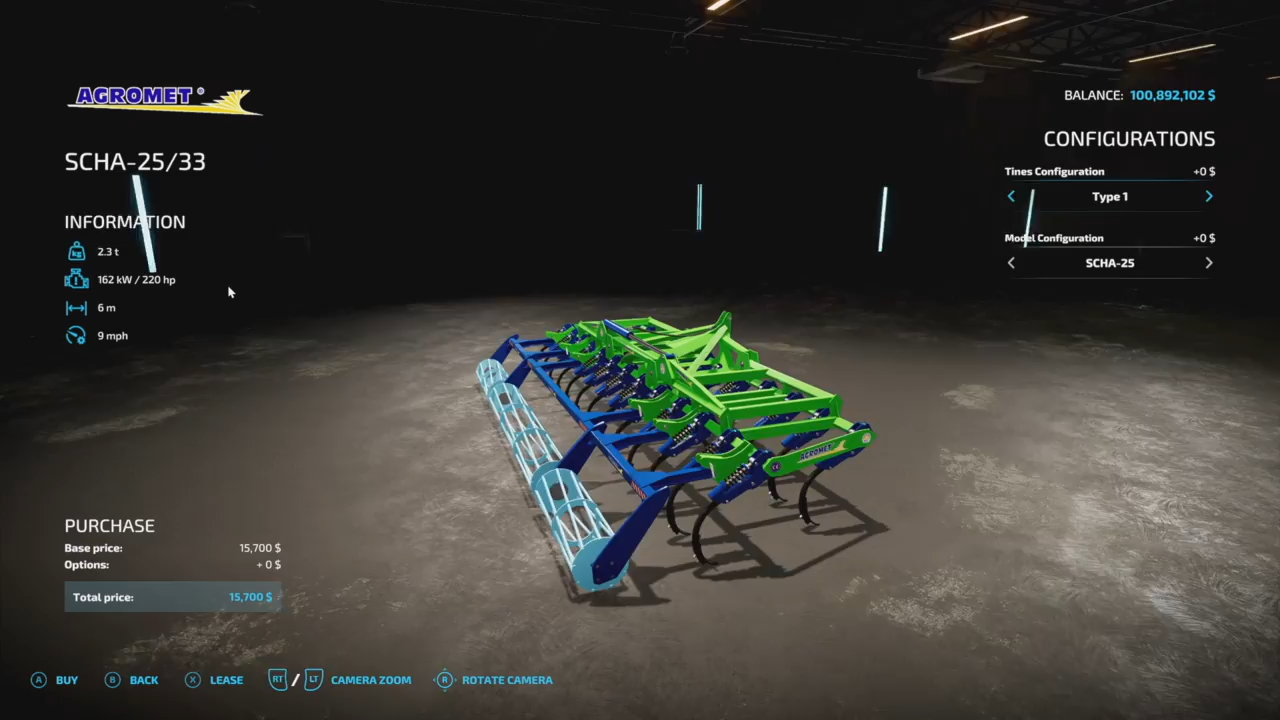 AGROMET®
SCHA-25/33
INFORMATION
kg 2.3 t
162 kW / 220 hp
6 m
9 mph
PURCHASE
Base price: 15,700 $
Options: + 0 $
Total price: 15,700 $
BALANCE: 100,892,102 $
CONFIGURATIONS
Tines Configuration +0 $
Type 1
Model Configuration +0 $
SCHA-25
AGROMET
A BUY B BACK X LEASE RT / LT CAMERA ZOOM R ROTATE CAMERA